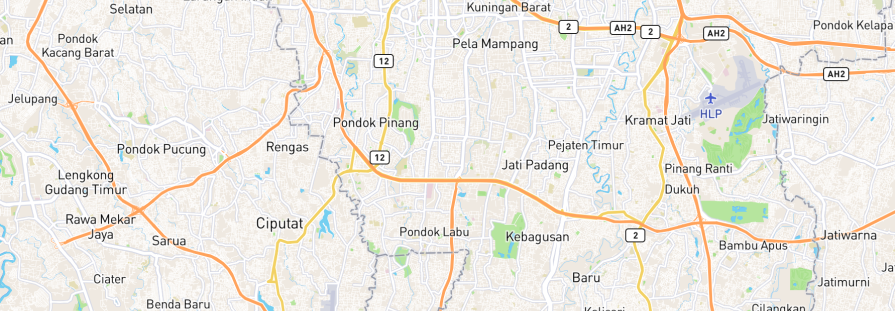 Kuningan Barat
Selatan
Pondok Kelapa
2
AH2
2
AH2
Pondok
Kacang Barat
Pela Mampang
12
AH2
Jelupang
HLP
Pondok Pinang
Kramat Jati
Jatiwaringin
Pondok Pucung
Rengas
Pejaten Timur
12
Jati Padang
Pinang Ranti
Lengkong
Gudang Timur
Dukuh
Rawa Mekar
Jaya
Ciputat
Pondok Labu
Kebagusan
2
Jatiwarna
Sarua
Bambu Apus
Ciater
Baru
Ja
Jatimurni
Benda Baru
Cilangkap